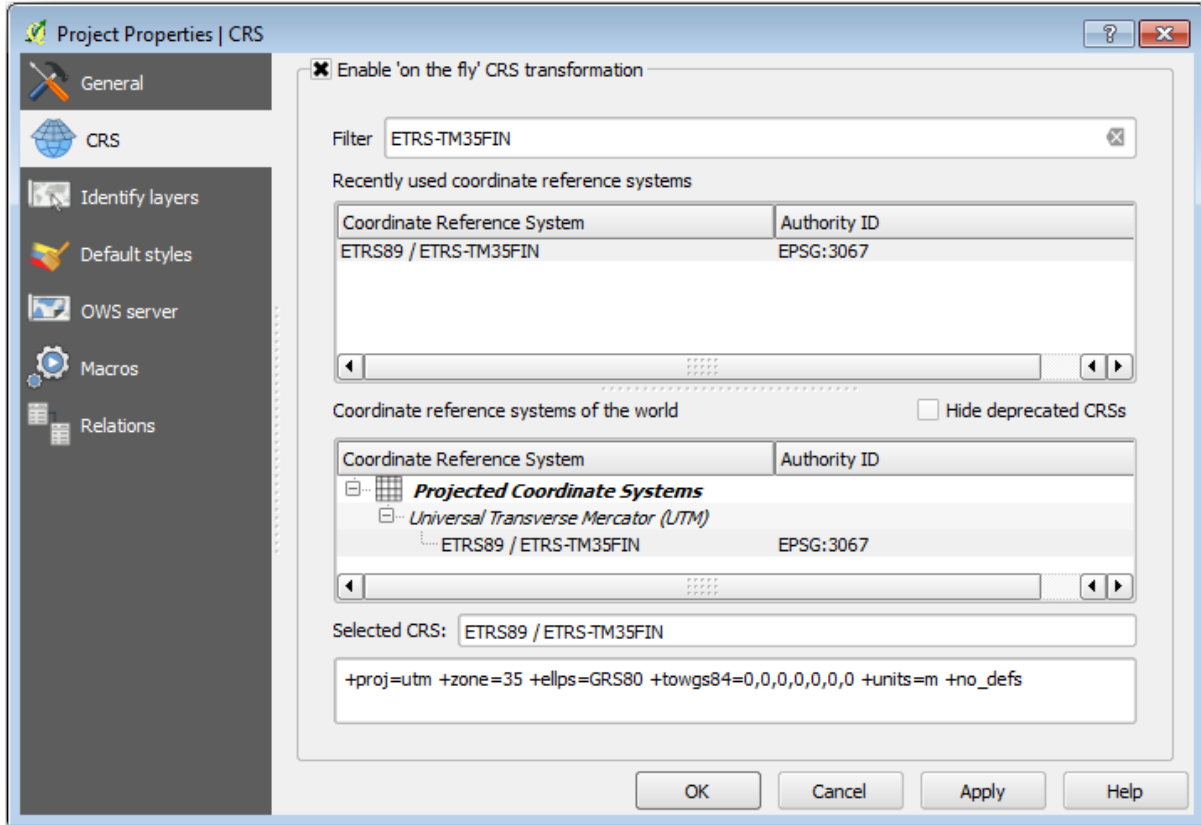 Project Properties | CRS
General
CRS
Identify layers
Default styles
OWS server
Macros
Relations
Enable 'on the fly' CRS transformation
Filter ETRS-TM35FIN
Recently used coordinate reference systems
Coordinate Reference System Authority ID
ETRS89 / ETRS-TM35FIN EPSG:3067
Coordinate reference systems of the world Hide deprecated CRSs
Coordinate Reference System Authority ID
Projected Coordinate Systems
Universal Transverse Mercator (UTM)
ETRS89 / ETRS-TM35FIN EPSG:3067
Selected CRS: ETRS89 / ETRS-TM35FIN
+proj=utm +zone=35 +ellps=GRS80 +towgs84=0,0,0,0,0,0,0 +units=m +no_defs
OK Cancel Apply Help